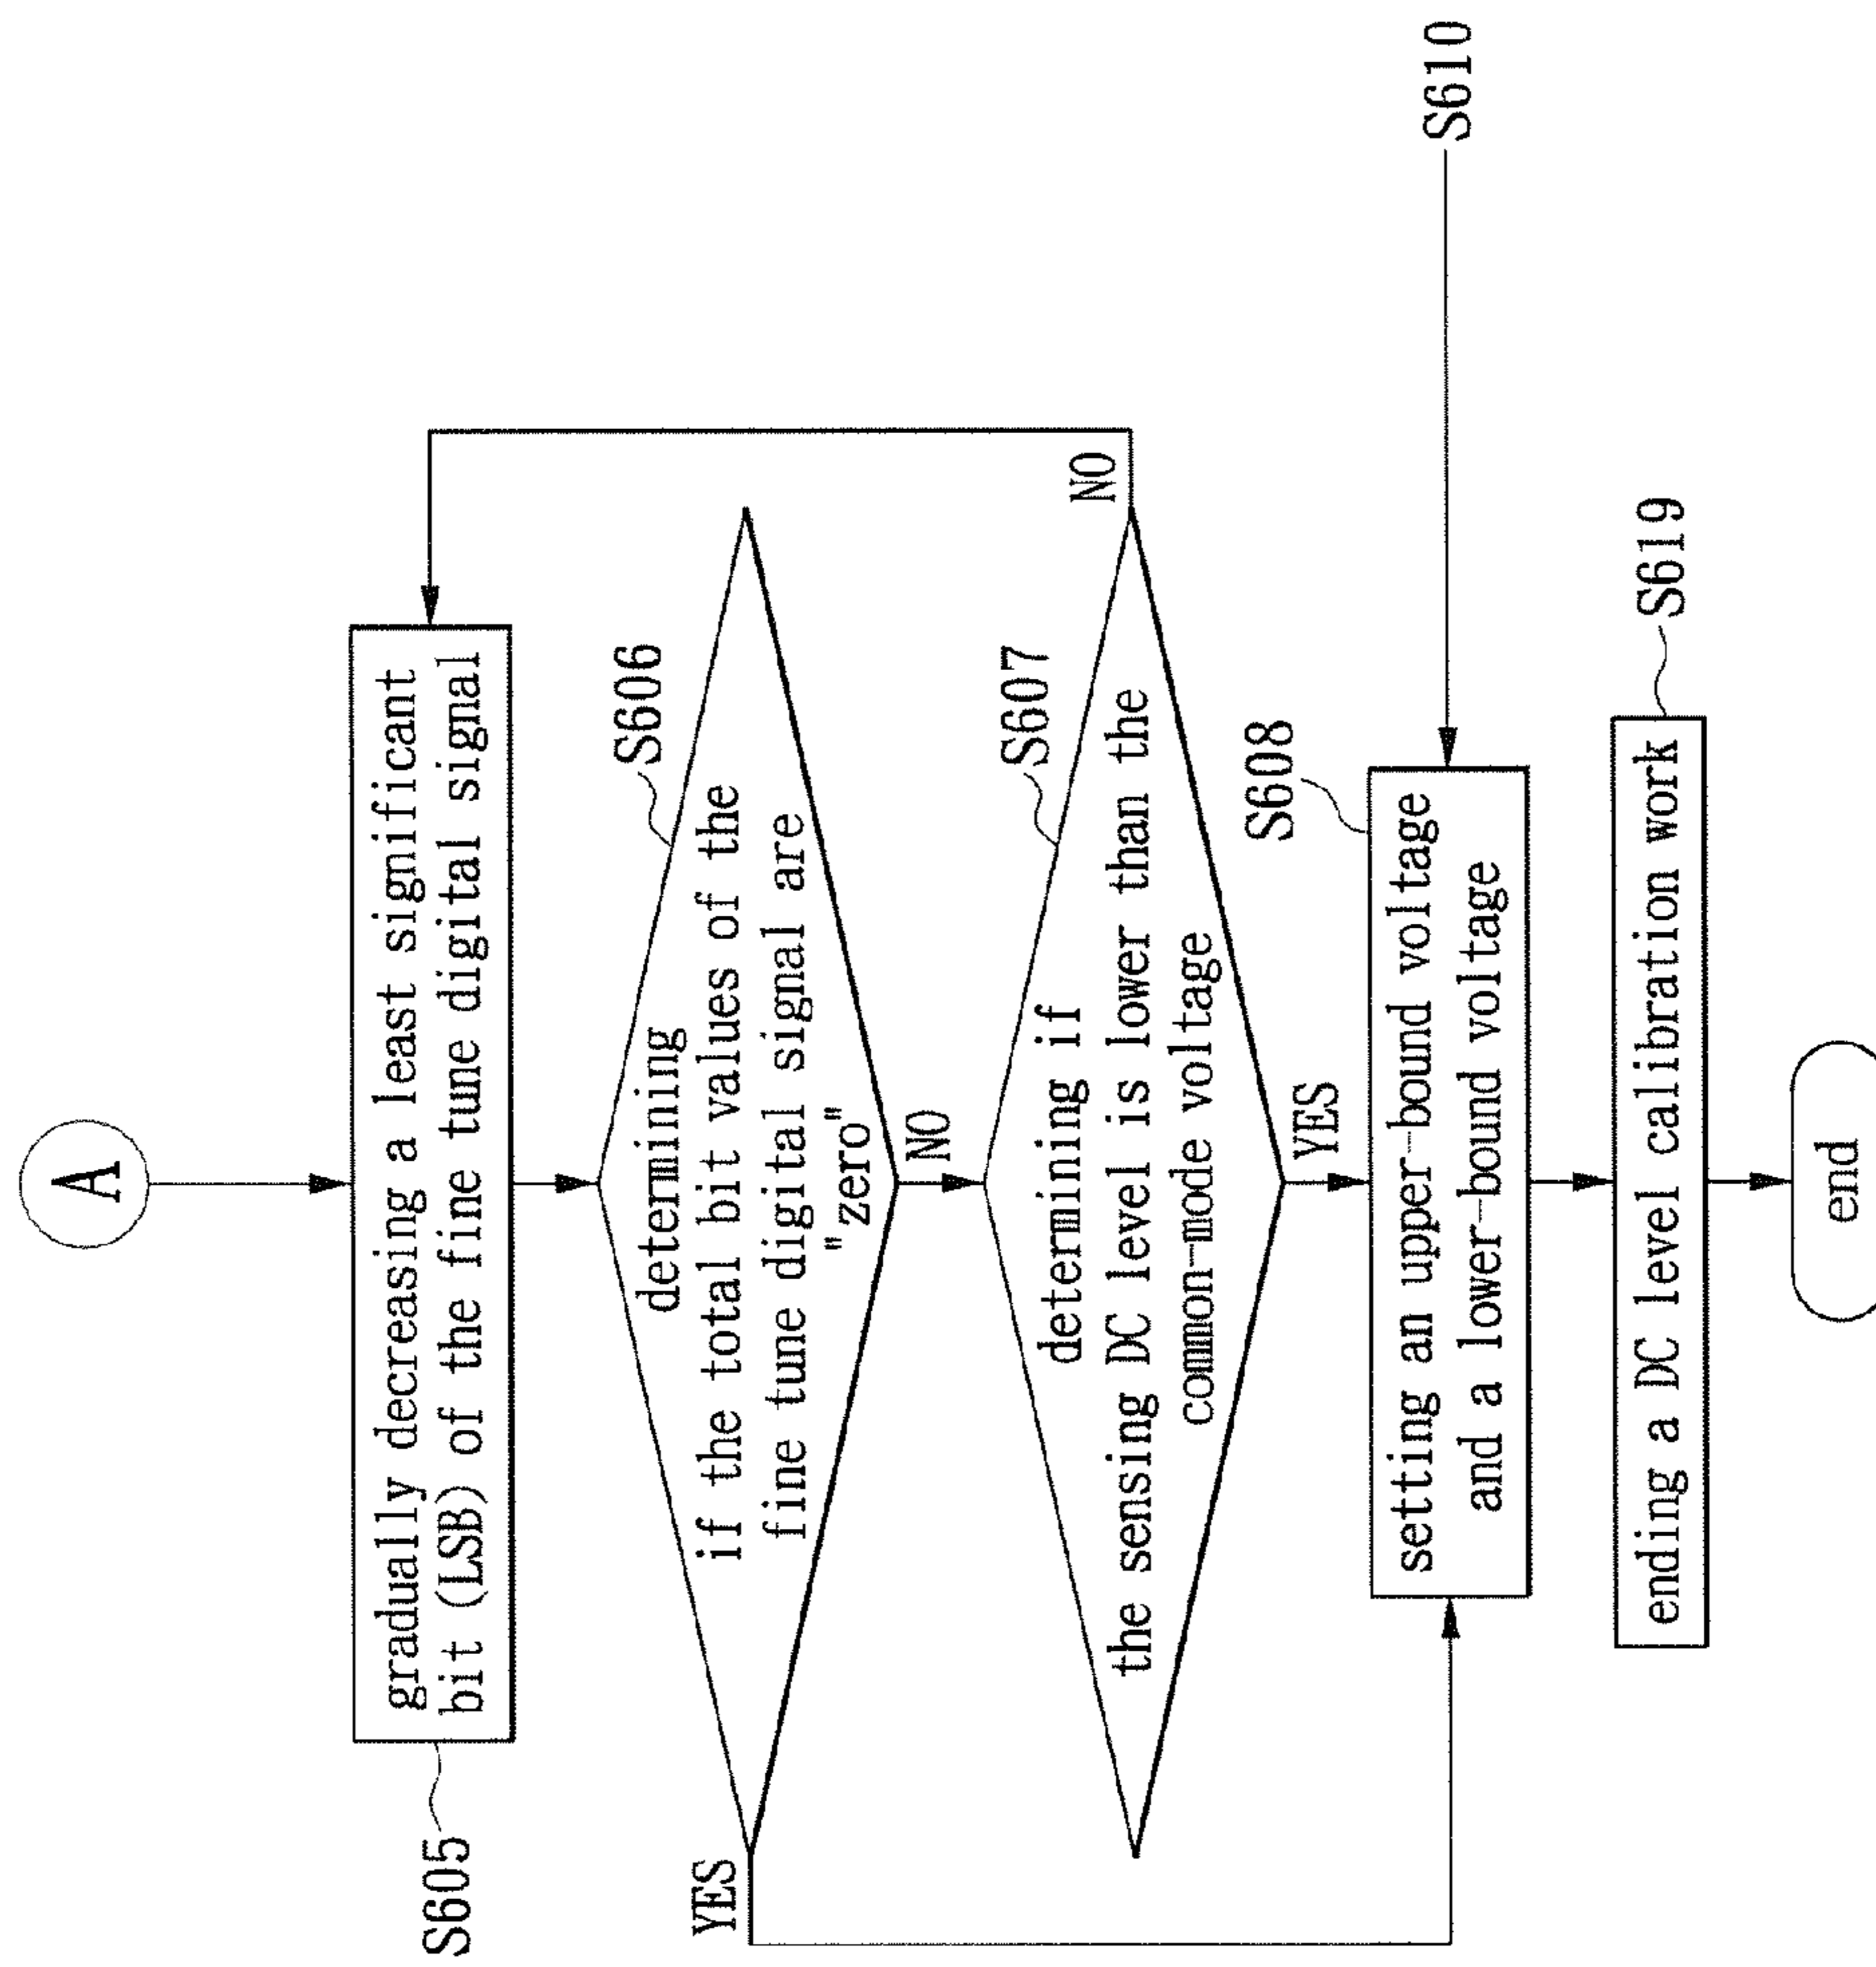 A
gradually decreasing a least significant
bit (LSB) of the fine tune digital signal
S605
determining
if the total bit values of the
fine tune digital signal are
"zero"
S606
YES
NO
determining if
the sensing DC level is lower than the
common-mode voltage
S607
NO
YES
setting an upper-bound voltage
and a lower-bound voltage
S608
S610
ending a DC level calibration work
S619
end